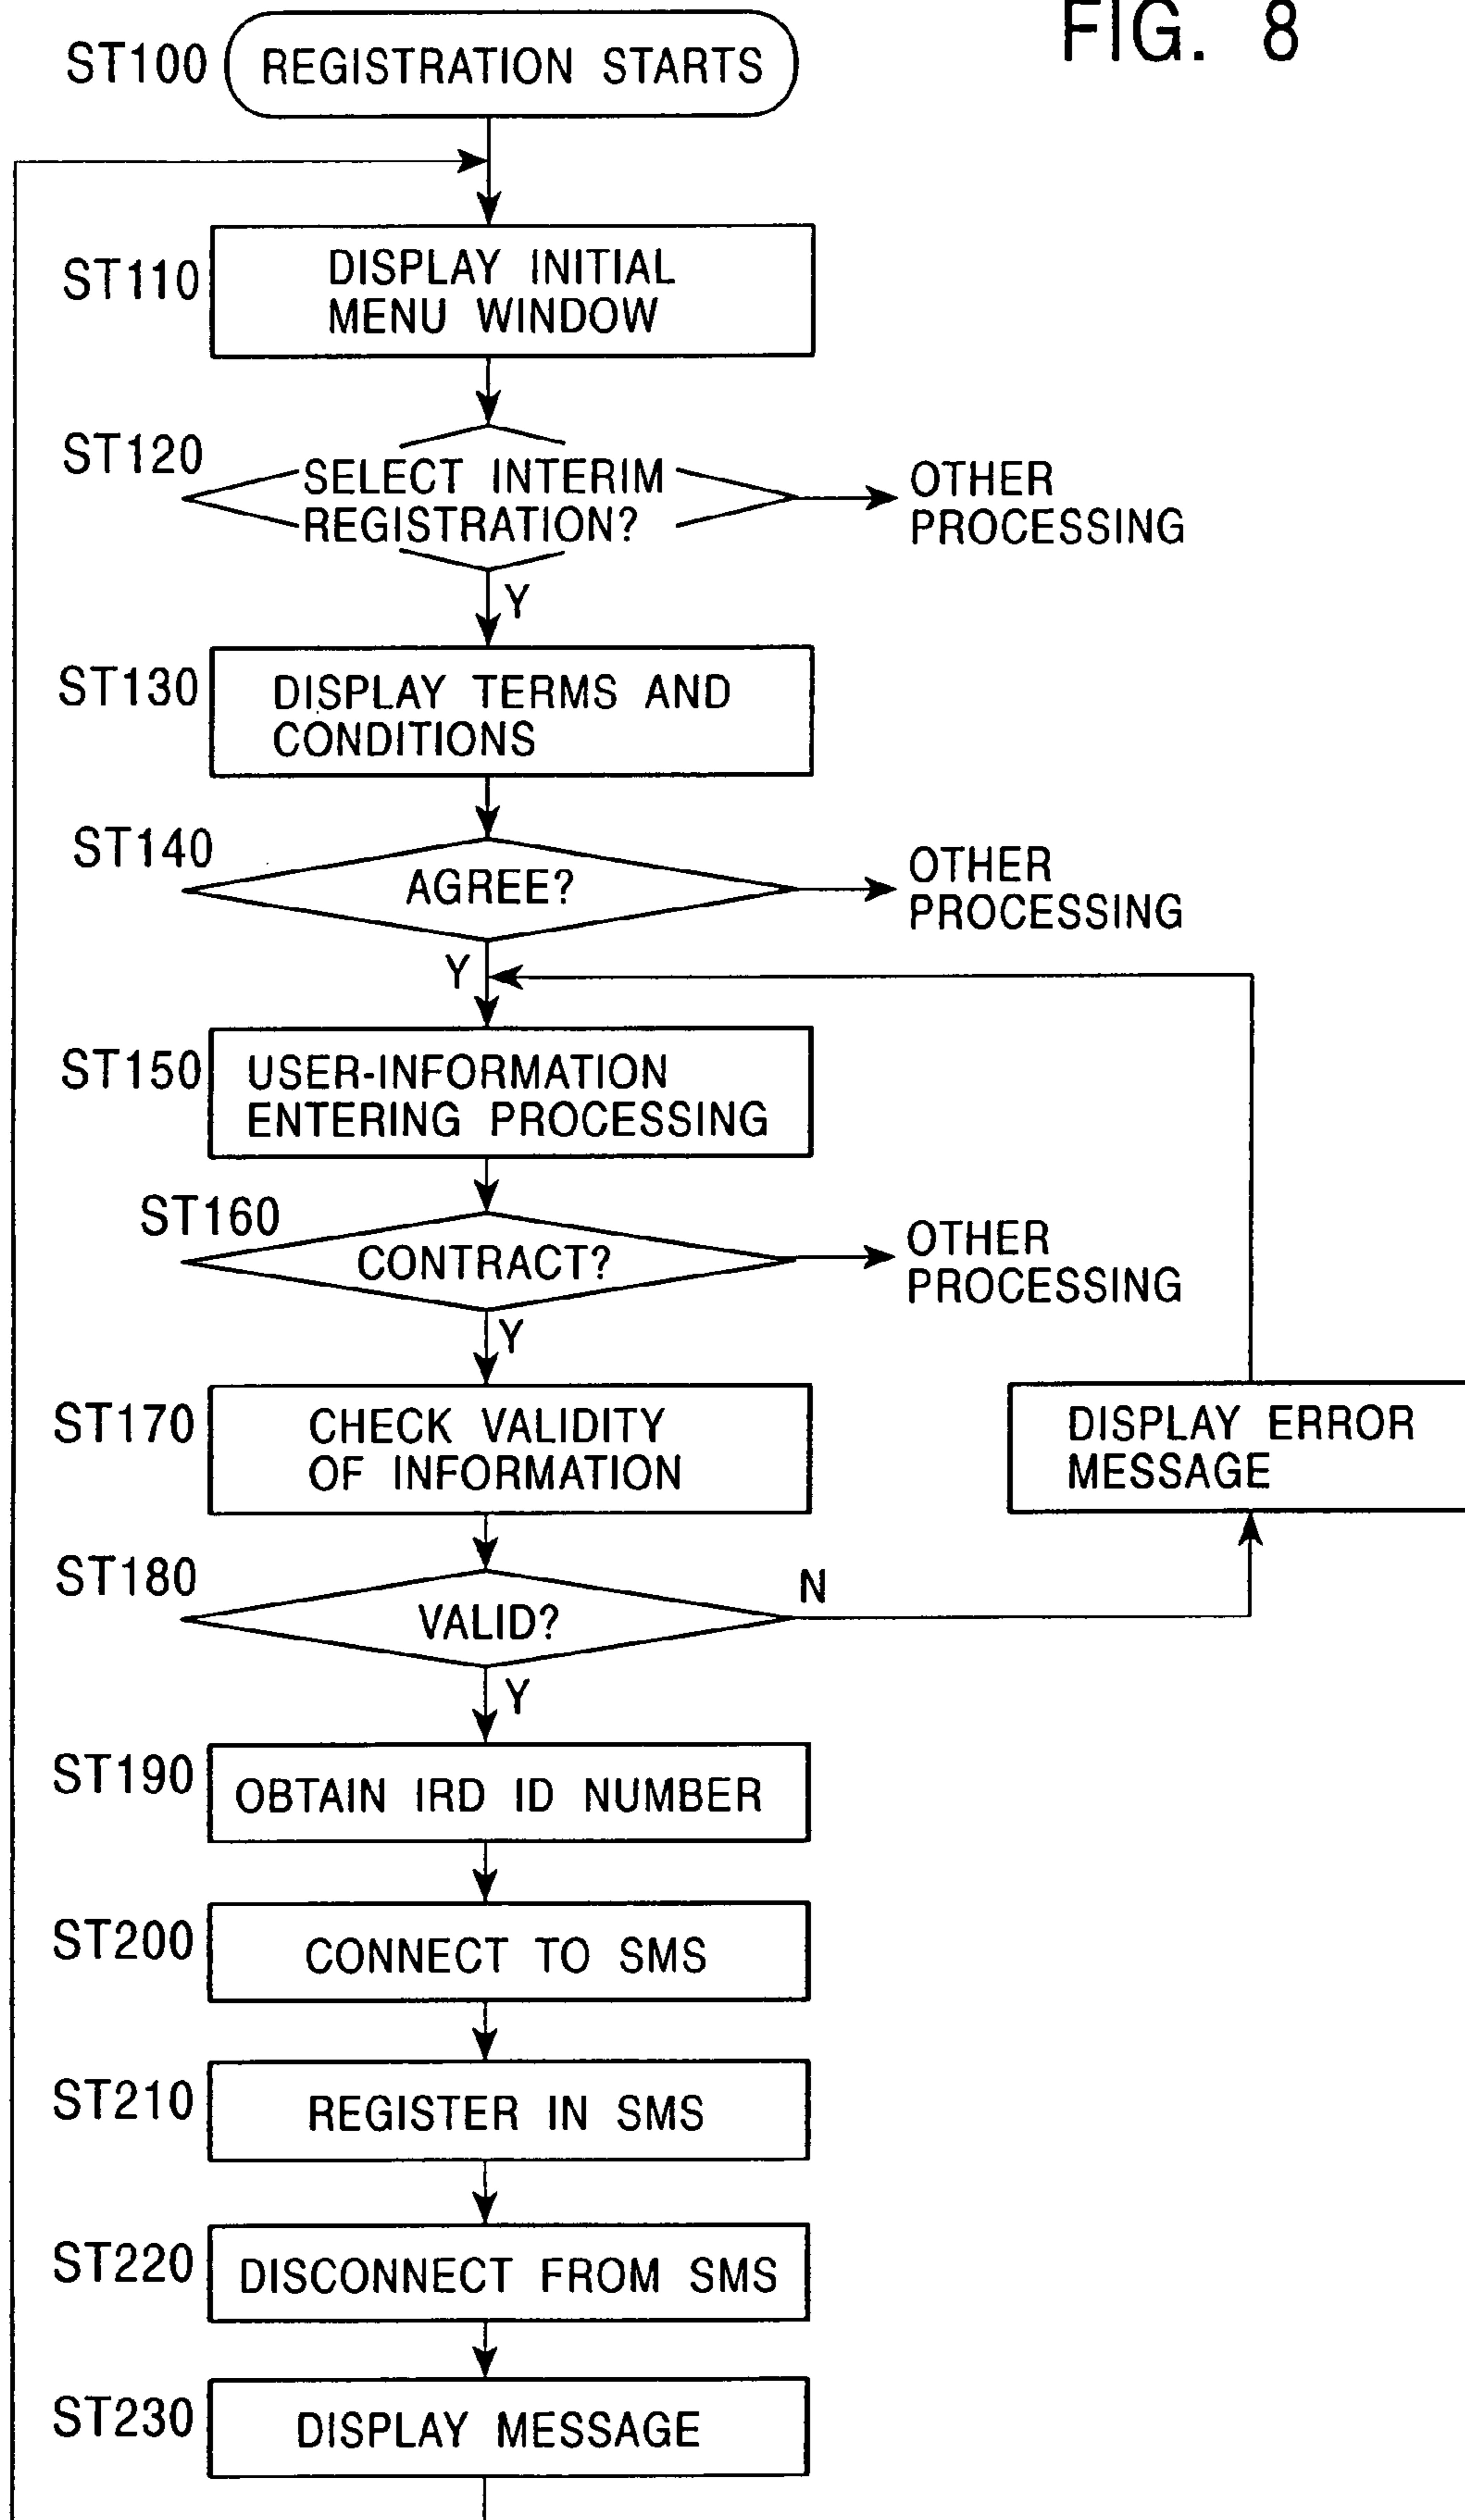 FIG. 8
ST100
REGISTRATION STARTS
ST110
DISPLAY INITIAL
MENU WINDOW
ST120
SELECT INTERIM
REGISTRATION?
OTHER
PROCESSING
Y
ST130
DISPLAY TERMS AND
CONDITIONS
ST140
AGREE?
OTHER
PROCESSING
Y
ST150
USER-INFORMATION
ENTERING PROCESSING
ST160
CONTRACT?
OTHER
PROCESSING
Y
ST170
CHECK VALIDITY
OF INFORMATION
DISPLAY ERROR
MESSAGE
ST180
VALID?
N
Y
ST190
OBTAIN IRD ID NUMBER
ST200
CONNECT TO SMS
ST210
REGISTER IN SMS
ST220
DISCONNECT FROM SMS
ST230
DISPLAY MESSAGE